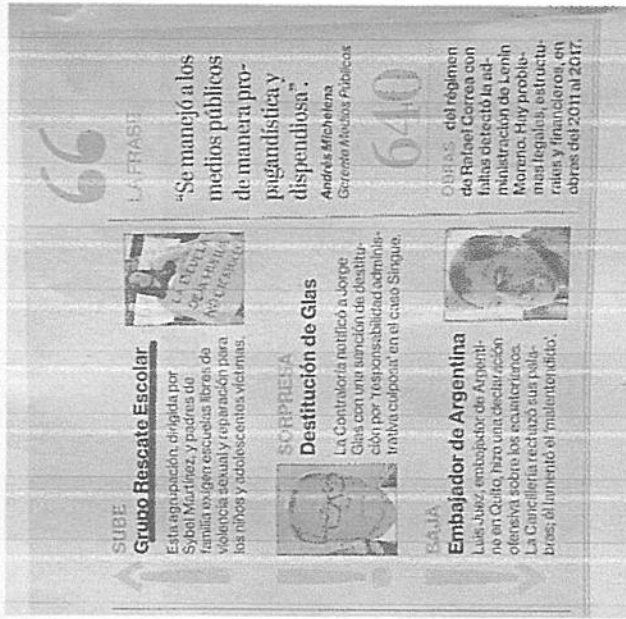 SUBE
Grupo Rescate Escolar
Esta agrupación, dirigida por
Sybel Martínez, y padres de
familia exigen escuelas libres de
violencia sexual y reparación para
los niños y adolescentes víctimas.
SORPRESA
Destitución de Glas
La Contraloría notificó a Jorge
Glas con una sanción de destitu-
ción por 'responsabilidad adminis-
trativa culposa' en el caso Singue.
BAJA
Embajador de Argentina
Luis Juez, embajador de Argenti-
na en Quito, hizo una declaración
ofensiva sobre los ecuatorianos.
La Cancillería rechazó sus pala-
bras; él lamentó el 'malentendido'.
“
LA FRASE
“Se manejó a los
medios públicos
de manera pro-
pagandística y
dispendiosa”.
Andrés Michelena
Gerente Medios Públicos
640
OBRAS del régimen
de Rafael Correa con
fallas detectó la ad-
ministración de Lenín
Moreno. Hay proble-
mas legales, estructu-
rales y financieros, en
obras del 2011 al 2017.